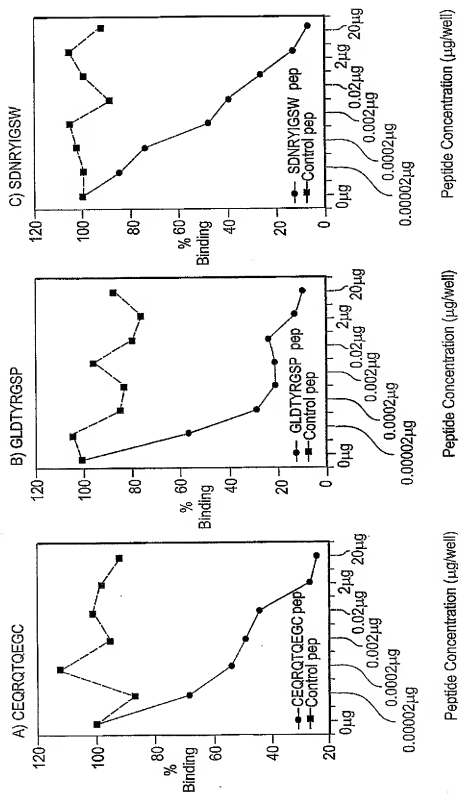 A) CEQRQTQEGC
120
100
80
60
40
20
%
Binding
CEQRQTQEGC pep
Control pep
0µg
0.00002µg
0.0002µg
0.002µg
0.02µg
2µg
20µg
Peptide Concentration (µg/well)
B) GLDTYRGSP
120
100
80
60
40
20
0
%
Binding
GLDTYRGSP pep
Control pep
0µg
0.00002µg
0.0002µg
0.002µg
0.02µg
2µg
20µg
Peptide Concentration (µg/well)
C) SDNRYIGSW
120
100
80
60
40
20
0
%
Binding
SDNRYIGSW pep
Control pep
0µg
0.00002µg
0.0002µg
0.002µg
0.02µg
2µg
20µg
Peptide Concentration (µg/well)